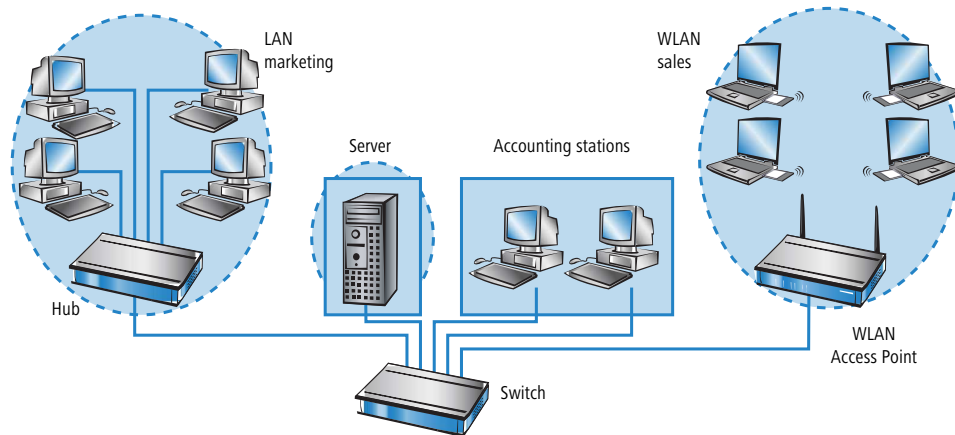 LAN
marketing
WLAN
sales
Server
Accounting stations
Hub
WLAN
Access Point
Switch